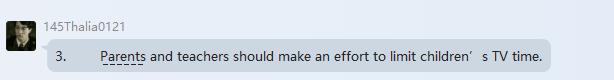 145Thalia0121
3. Parents and teachers should make an effort to limit children’s TV time.